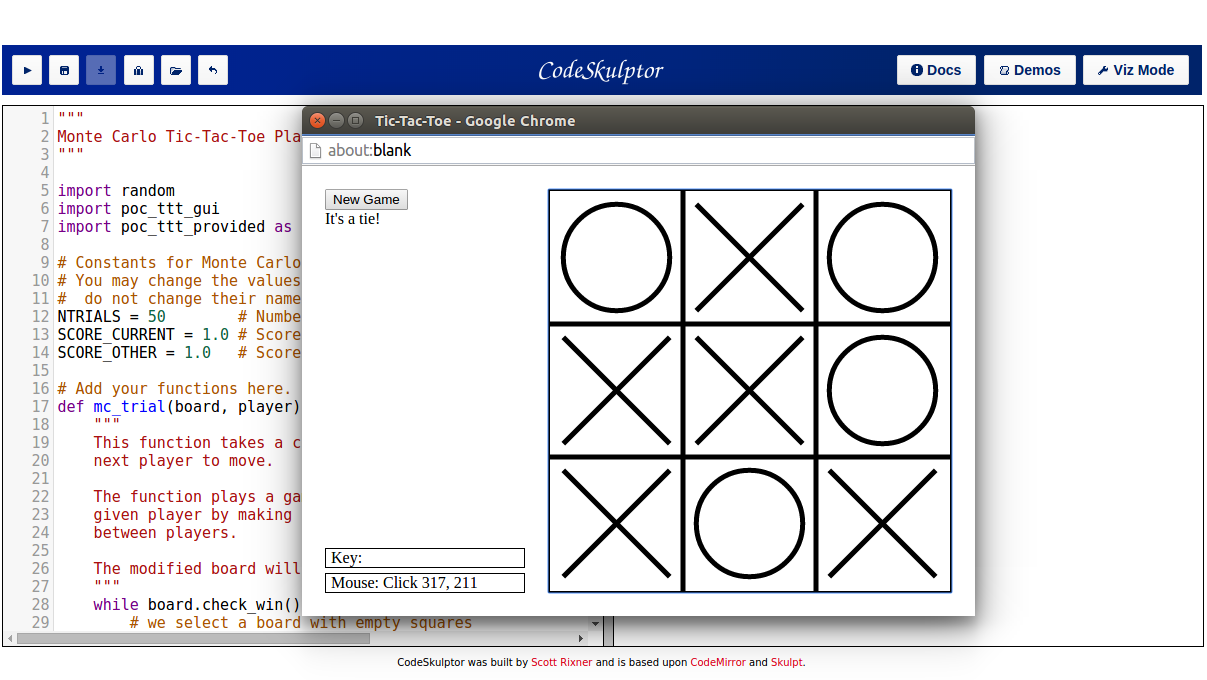 CodeSkulptor
Docs
Demos
Viz Mode
1 """
2 Monte Carlo Tic-Tac-Toe Pla
3 """
4
5 import random
6 import poc_ttt_gui
7 import poc_ttt_provided as
8
9 # Constants for Monte Carlo
10 # You may change the values
11 #  do not change their name
12 NTRIALS = 50        # Numbe
13 SCORE_CURRENT = 1.0 # Score
14 SCORE_OTHER = 1.0   # Score
15
16 # Add your functions here.
17 def mc_trial(board, player)
18     """
19     This function takes a c
20     next player to move.
21
22     The function plays a ga
23     given player by making
24     between players.
25
26     The modified board will
27     """
28     while board.check_win()
29         # we select a board with empty squares
Tic-Tac-Toe - Google Chrome
about:blank
New Game
It's a tie!
Key:
Mouse: Click 317, 211
CodeSkulptor was built by Scott Rixner and is based upon CodeMirror and Skulpt.